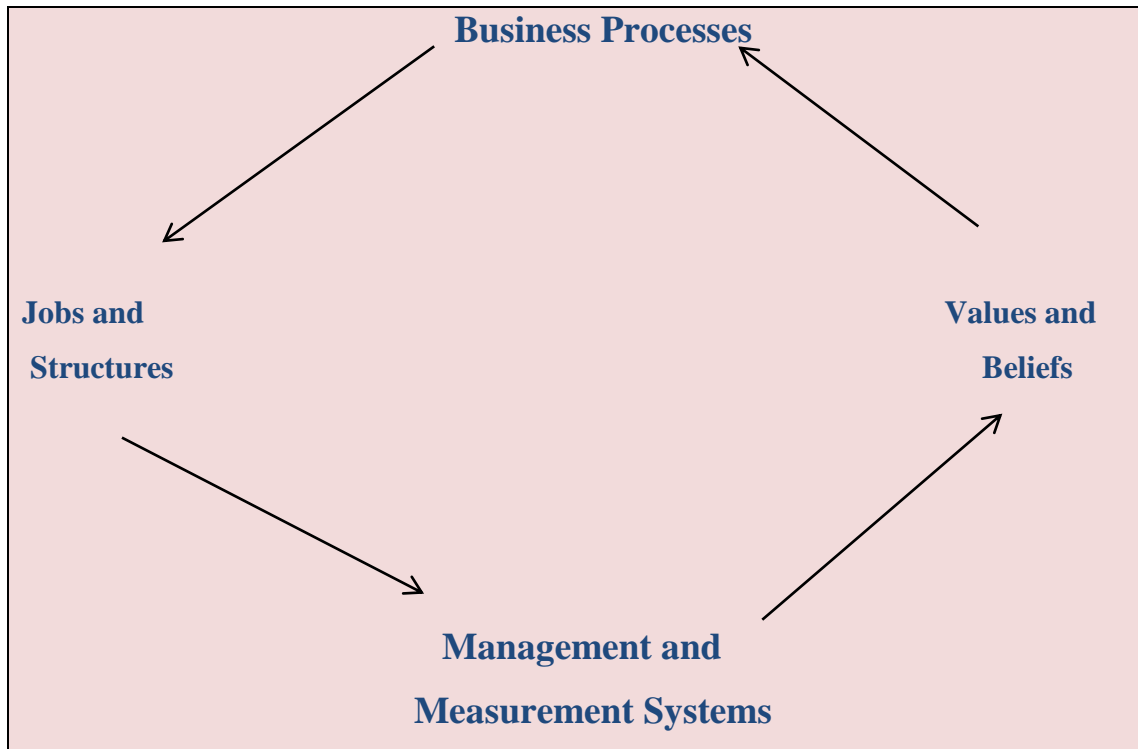 Business Processes
Jobs and
Structures
Values and
Beliefs
Management and
Measurement Systems